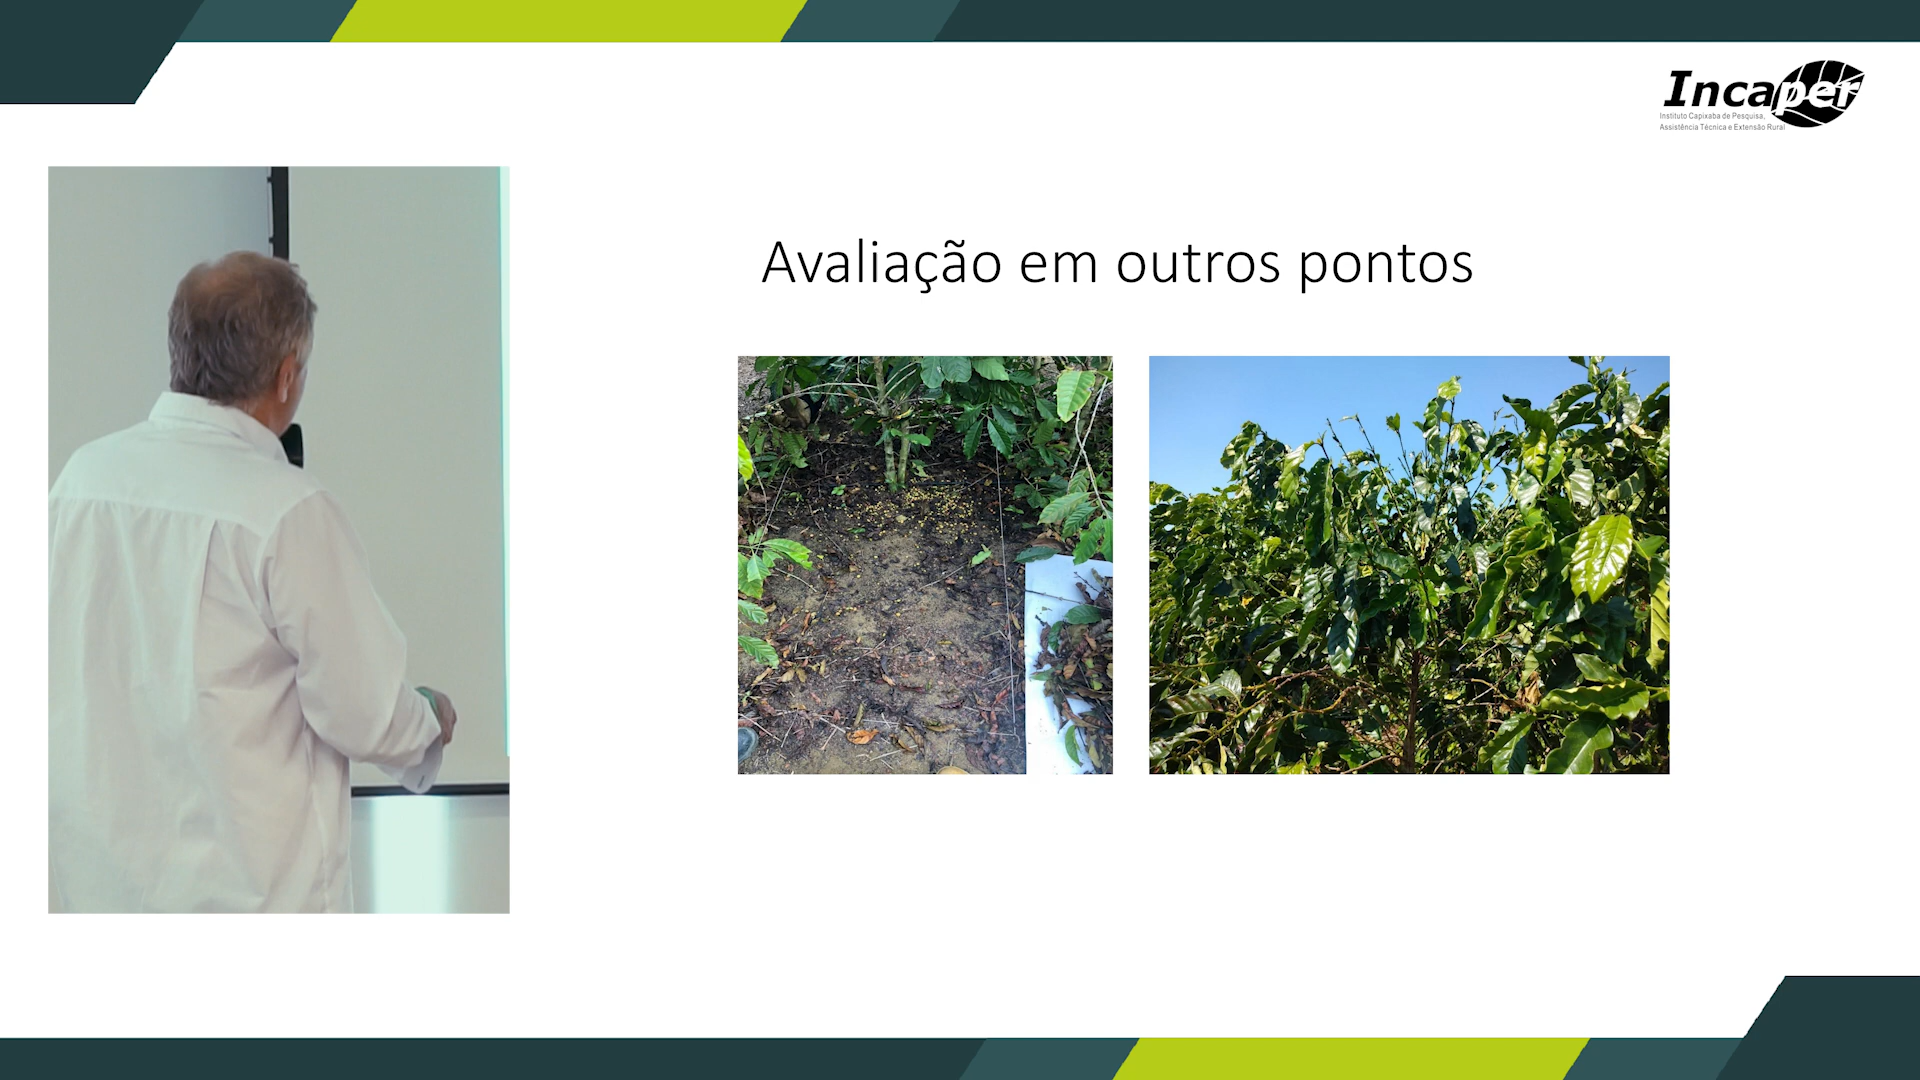 Incaper
Instituto Capixaba de Pesquisa,
Assistência Técnica e Extensão Rural
Avaliação em outros pontos